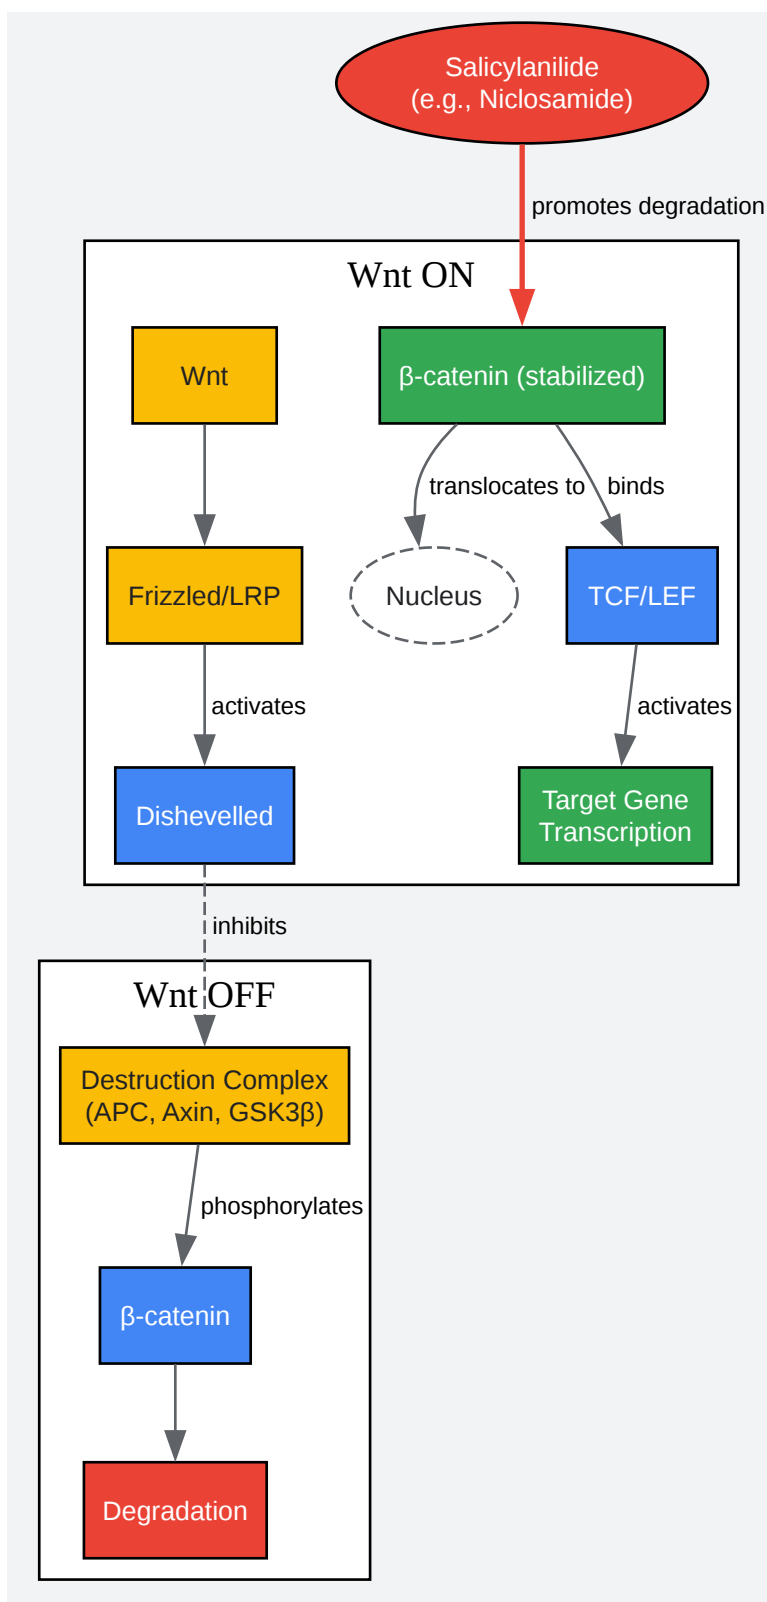 Salicylanilide
(e.g., Niclosamide)
promotes degradation
Wnt ON
Wnt
β-catenin (stabilized)
translocates to
binds
Frizzled/LRP
Nucleus
TCF/LEF
activates
activates
Dishevelled
Target Gene
Transcription
inhibits
Wnt OFF
Destruction Complex
(APC, Axin, GSK3β)
phosphorylates
β-catenin
Degradation